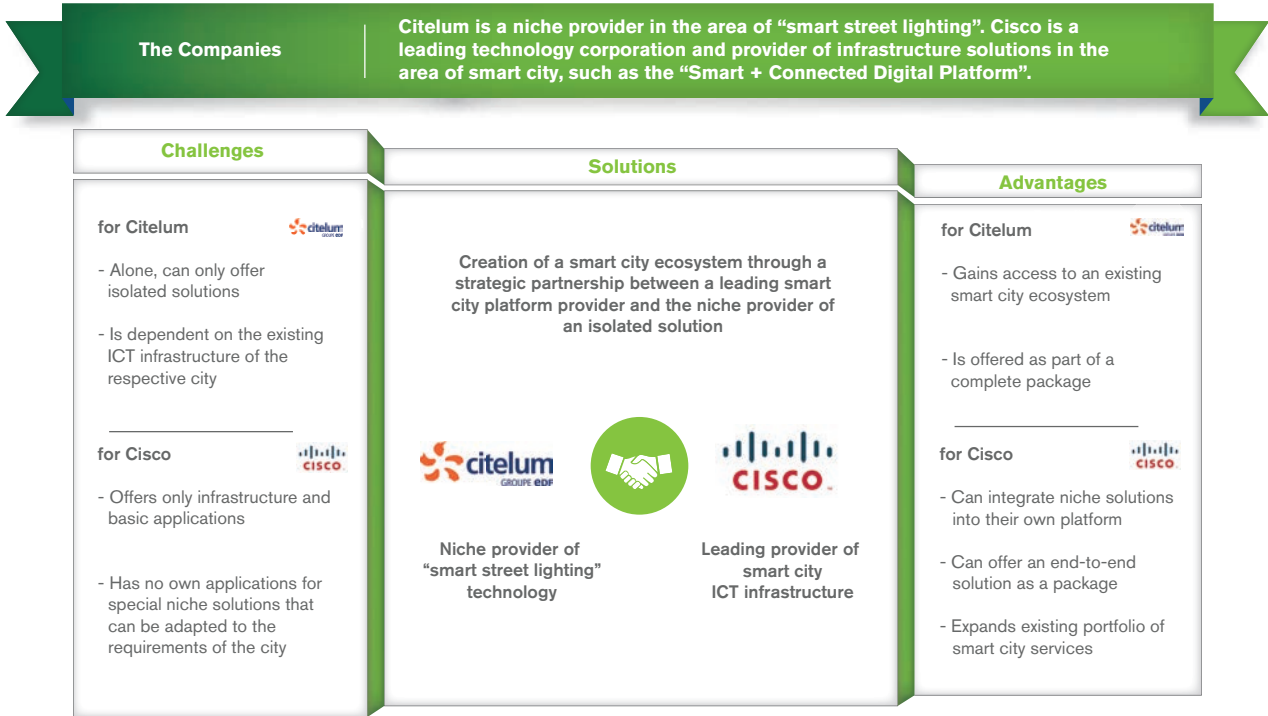 The Companies
Citelum is a niche provider in the area of “smart street lighting”. Cisco is a
leading technology corporation and provider of infrastructure solutions in the
area of smart city, such as the “Smart + Connected Digital Platform”.
Challenges
for Citelum
citelum
GROUPE EDF
- Alone, can only offer
isolated solutions
- Is dependent on the existing
ICT infrastructure of the
respective city
for Cisco
CISCO
- Offers only infrastructure and
basic applications
- Has no own applications for
special niche solutions that
can be adapted to the
requirements of the city
Solutions
Creation of a smart city ecosystem through a
strategic partnership between a leading smart
city platform provider and the niche provider of
an isolated solution
citelum
GROUPE EDF
CISCO
Niche provider of
“smart street lighting”
technology
Leading provider of
smart city
ICT infrastructure
Advantages
for Citelum
citelum
GROUPE EDF
- Gains access to an existing
smart city ecosystem
- Is offered as part of a
complete package
for Cisco
CISCO
- Can integrate niche solutions
into their own platform
- Can offer an end-to-end
solution as a package
- Expands existing portfolio of
smart city services